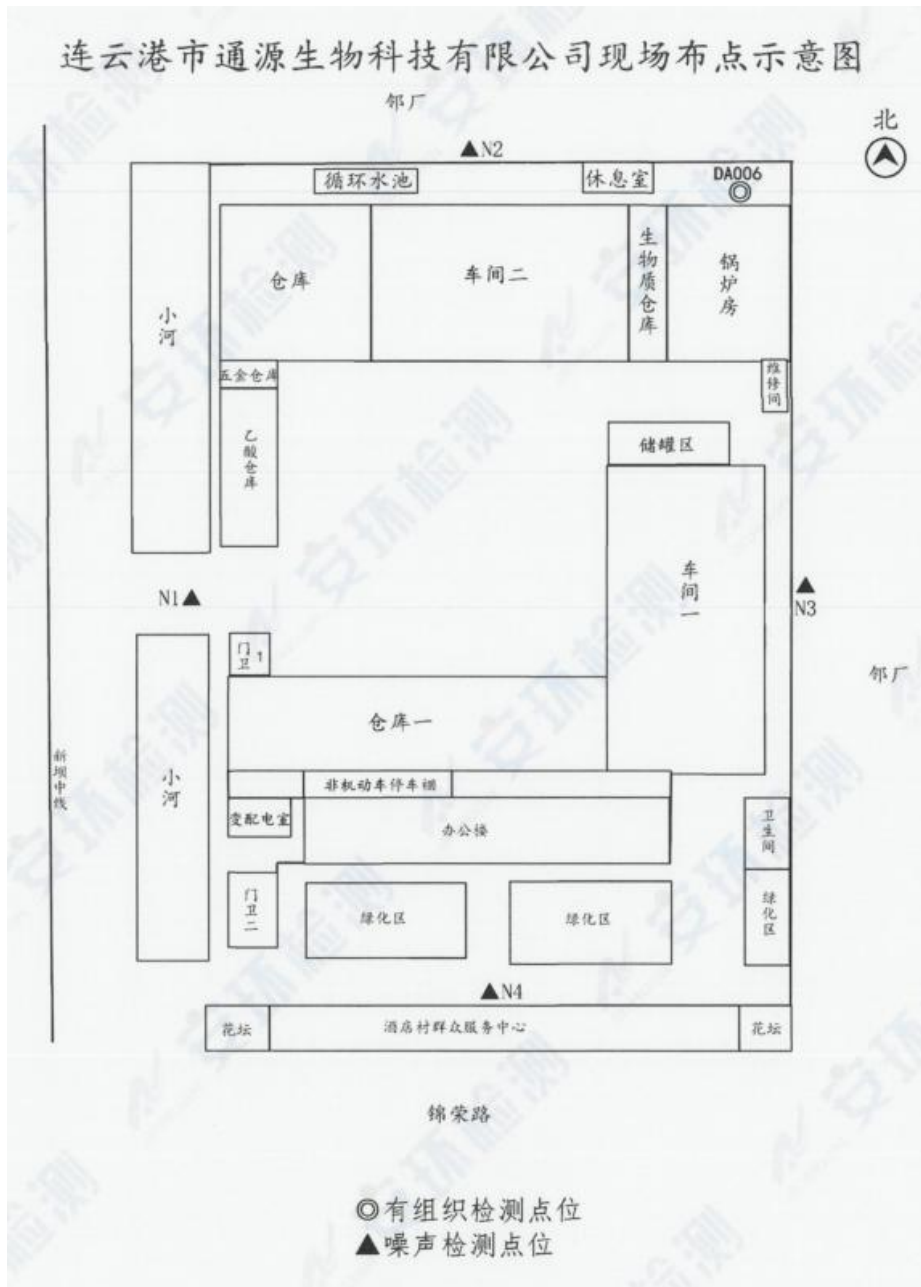 连云港市通源生物科技有限公司现场布点示意图
邻厂
北
▲N2
循环水池
休息室
DA006
仓库
车间二
生物质仓库
锅炉房
小河
五金仓库
维修间
乙酸仓库
储罐区
车间一
N1▲
▲
N3
门卫1
邻厂
仓库一
新坝中线
小河
非机动车停车棚
变配电室
办公楼
卫生间
门卫二
绿化区
绿化区
绿化区
▲N4
花坛
酒店村群众服务中心
花坛
锦荣路
◎有组织检测点位
▲噪声检测点位
安环检测